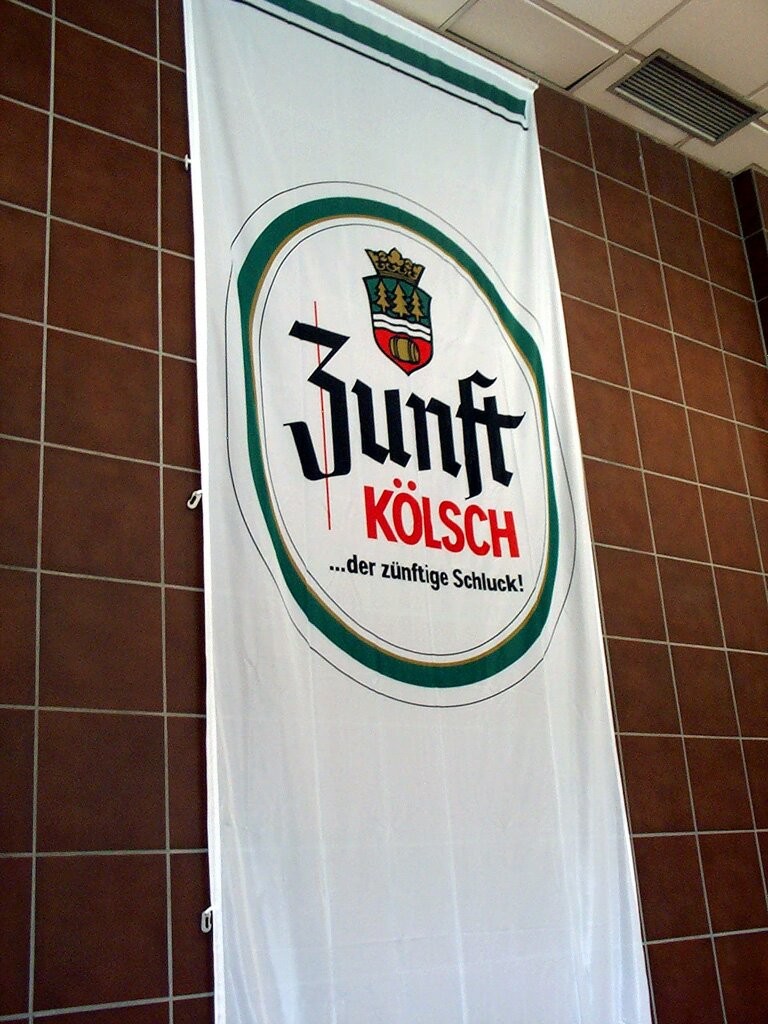 Zunft
KÖLSCH
...der zünftige Schluck!